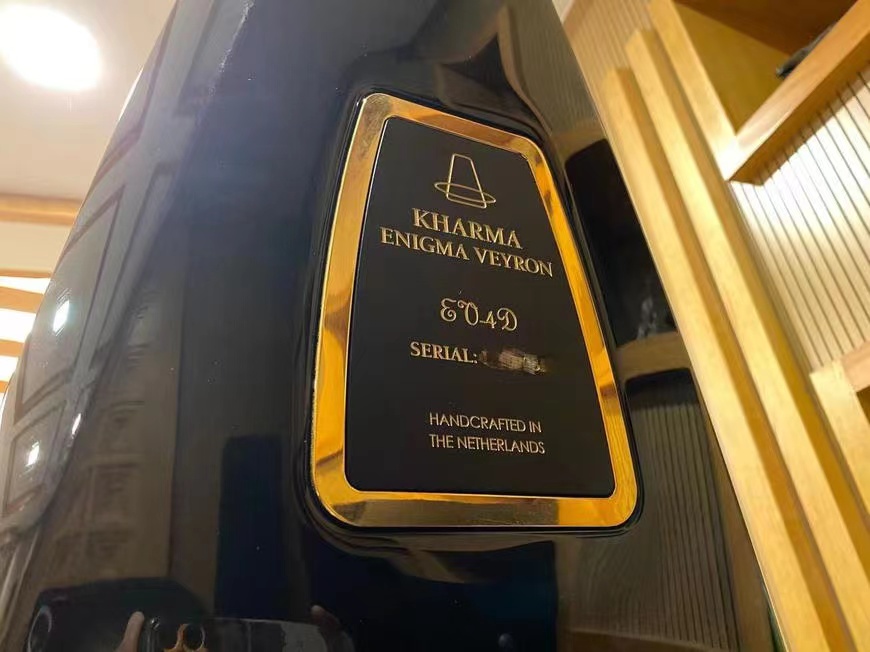 KHARMA
ENIGMA VEYRON
EV4D
SERIAL:
HANDCRAFTED IN
THE NETHERLANDS